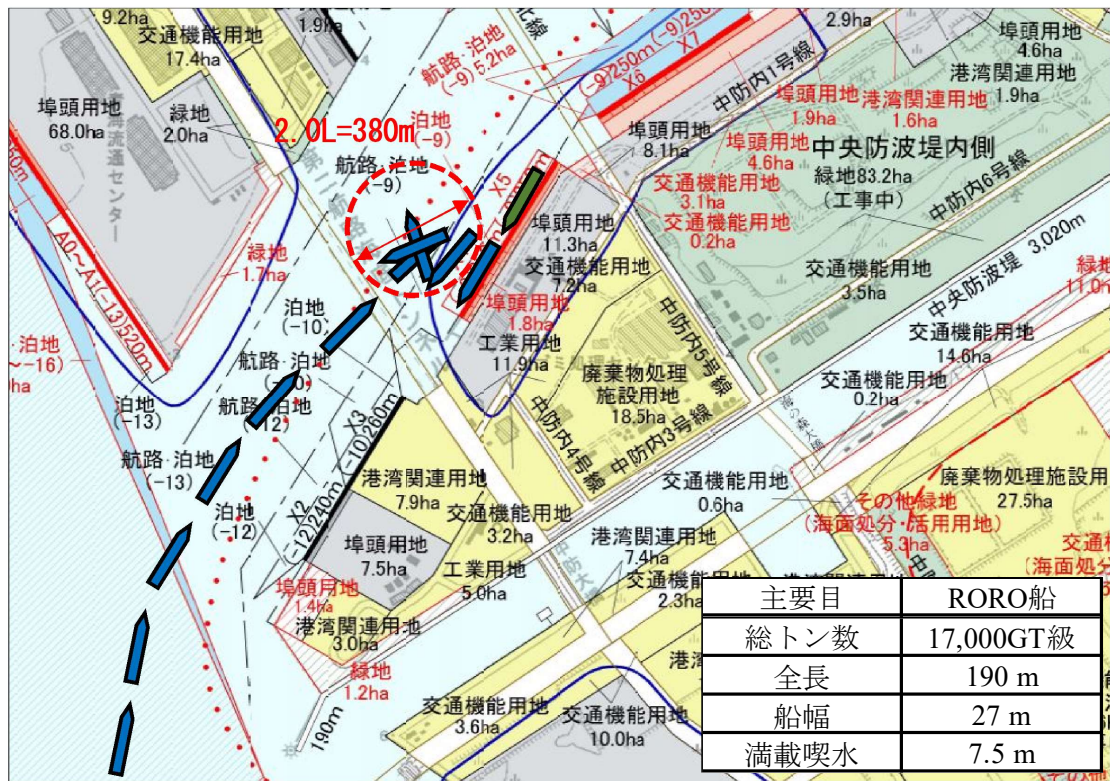 9.2ha
交通機能用地
17.4ha
1.9ha
埠頭用地
68.0ha
緑地
2.0ha
2.0L=380m
泊地
(-9)
航路・泊地
(-9)
航路・泊地
(-9)5.2ha
(-9)250m
(-9)250m
X7
X6
X5
中防内1号線
2.9ha
埠頭用地
4.6ha
港湾関連用地
1.9ha
埠頭用地
1.9ha
港湾関連用地
1.6ha
埠頭用地
8.1ha
埠頭用地
4.6ha
中央防波堤内側
緑地83.2ha
(工事中)
中防内6号線
交通機能用地
3.1ha
交通機能用地
0.2ha
埠頭用地
11.3ha
交通機能用地
7.2ha
埠頭用地
1.8ha
工業用地
11.9ha
交通機能用地
3.5ha
中央防波堤 3,020m
緑地
11.0ha
交通機能用地
14.6ha
交通機能用地
0.2ha
廃棄物処理
施設用地
18.5ha
中防内5号線
中防内4号線
中防内3号線
緑地
1.7ha
A0～A1(-13)520m
泊地
(-10)
泊地
(-13)
航路・泊地
航路・泊地
(-13)
(-12)
泊地
(-12)
X3
(-10)260m
X2
(-12)240m
港湾関連用地
7.9ha
交通機能用地
3.2ha
埠頭用地
7.5ha
工業用地
5.0ha
埠頭用地
1.4ha
港湾関連用地
3.0ha
緑地
1.2ha
190m
交通機能用地
0.6ha
港湾関連用地
7.4ha
交通機能用地
2.3ha
その他緑地
(海面処分・活用用地)
5.3ha
廃棄物処理施設用
27.5ha
交通機能用地
3.6ha
交通機能用地
10.0ha
主要目 RORO船
総トン数 17,000GT級
全長 190 m
船幅 27 m
満載喫水 7.5 m